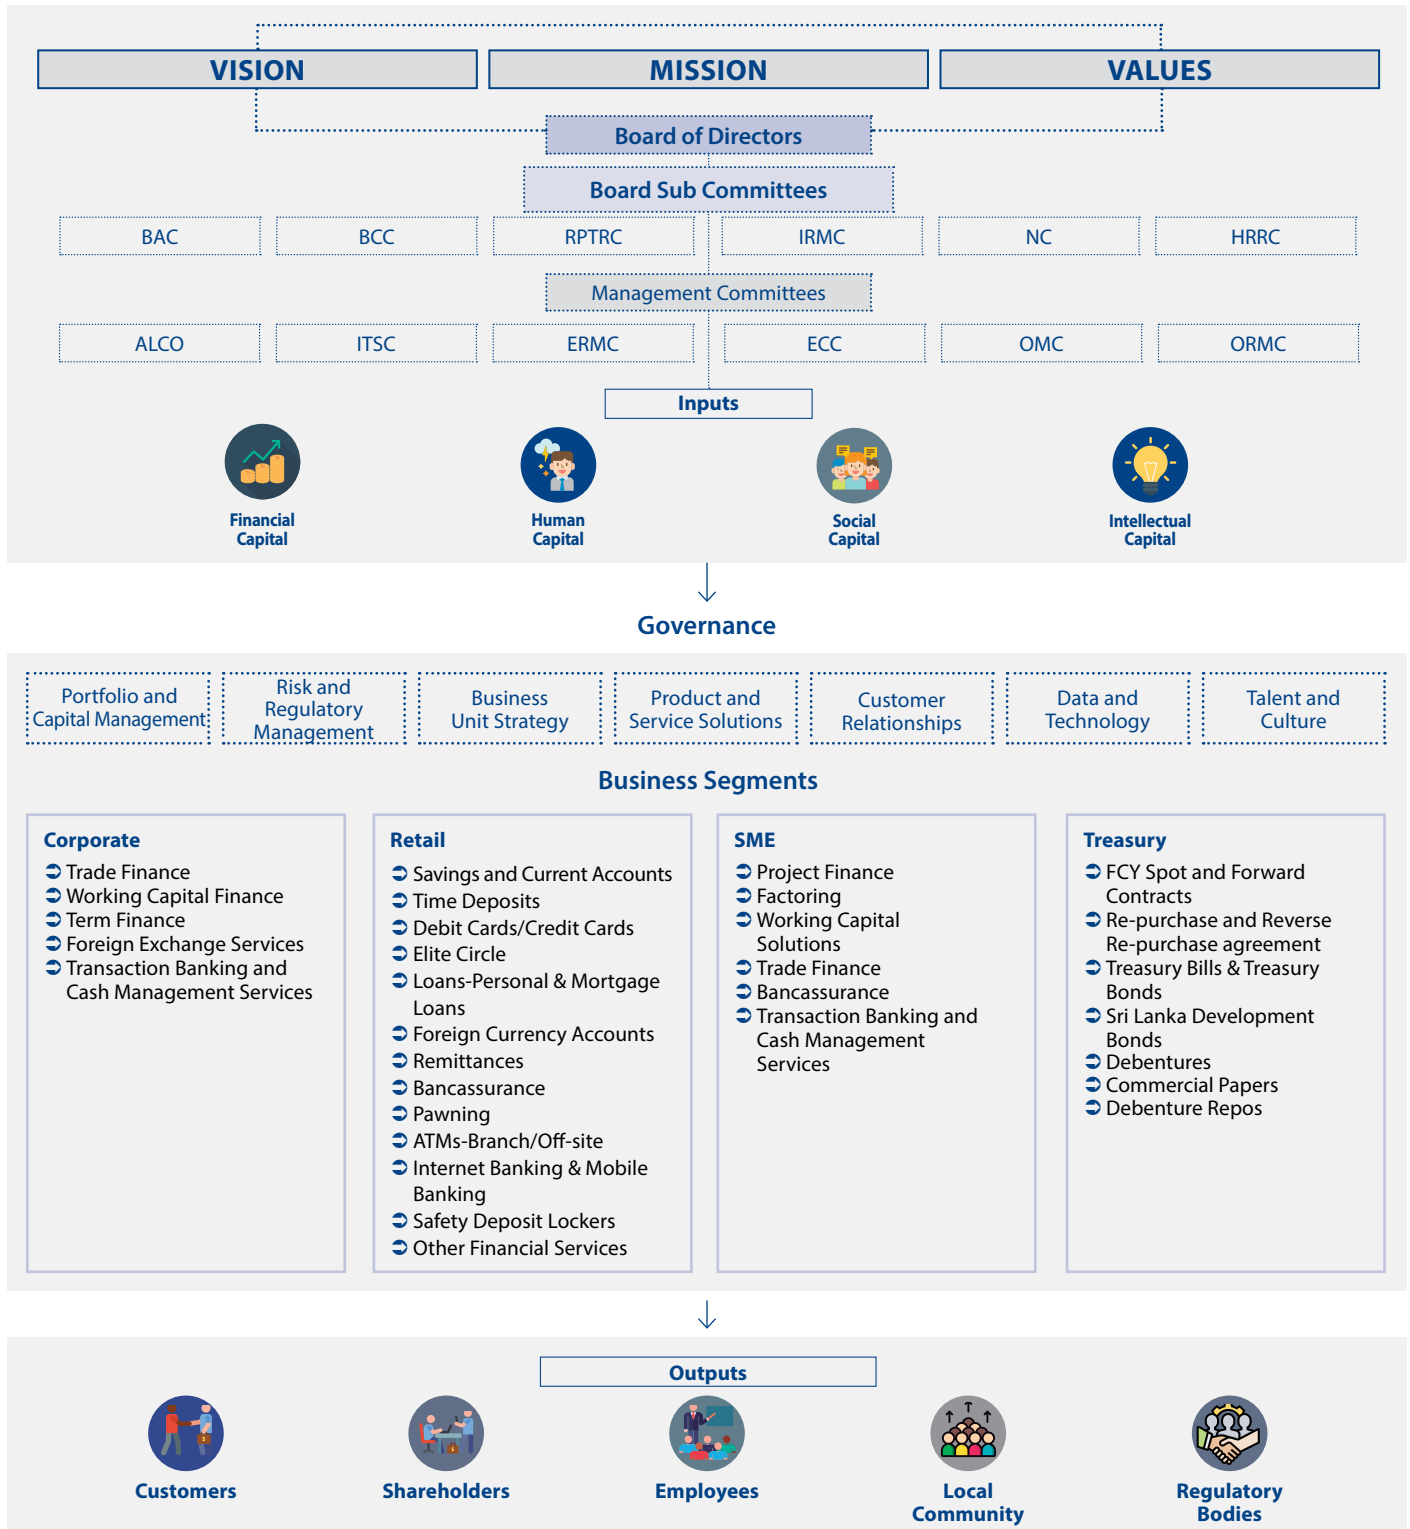 VISION
MISSION
VALUES
Board of Directors
Board Sub Committees
BAC
BCC
RPTRC
IRMC
NC
HRRC
Management Committees
ALCO
ITSC
ERMC
ECC
OMC
ORMC
Inputs
Financial
Capital
Human
Capital
Social
Capital
Intellectual
Capital
Governance
Portfolio and
Capital Management
Risk and
Regulatory
Management
Business
Unit Strategy
Product and
Service Solutions
Customer
Relationships
Data and
Technology
Talent and
Culture
Business Segments
Corporate
Trade Finance
Working Capital Finance
Term Finance
Foreign Exchange Services
Transaction Banking and
Cash Management Services
Retail
Savings and Current Accounts
Time Deposits
Debit Cards/Credit Cards
Elite Circle
Loans-Personal & Mortgage
Loans
Foreign Currency Accounts
Remittances
Bancassurance
Pawning
ATMs-Branch/Off-site
Internet Banking & Mobile
Banking
Safety Deposit Lockers
Other Financial Services
SME
Project Finance
Factoring
Working Capital
Solutions
Trade Finance
Bancassurance
Transaction Banking and
Cash Management
Services
Treasury
FCY Spot and Forward
Contracts
Re-purchase and Reverse
Re-purchase agreement
Treasury Bills & Treasury
Bonds
Sri Lanka Development
Bonds
Debentures
Commercial Papers
Debenture Repos
Outputs
Customers
Shareholders
Employees
Local
Community
Regulatory
Bodies